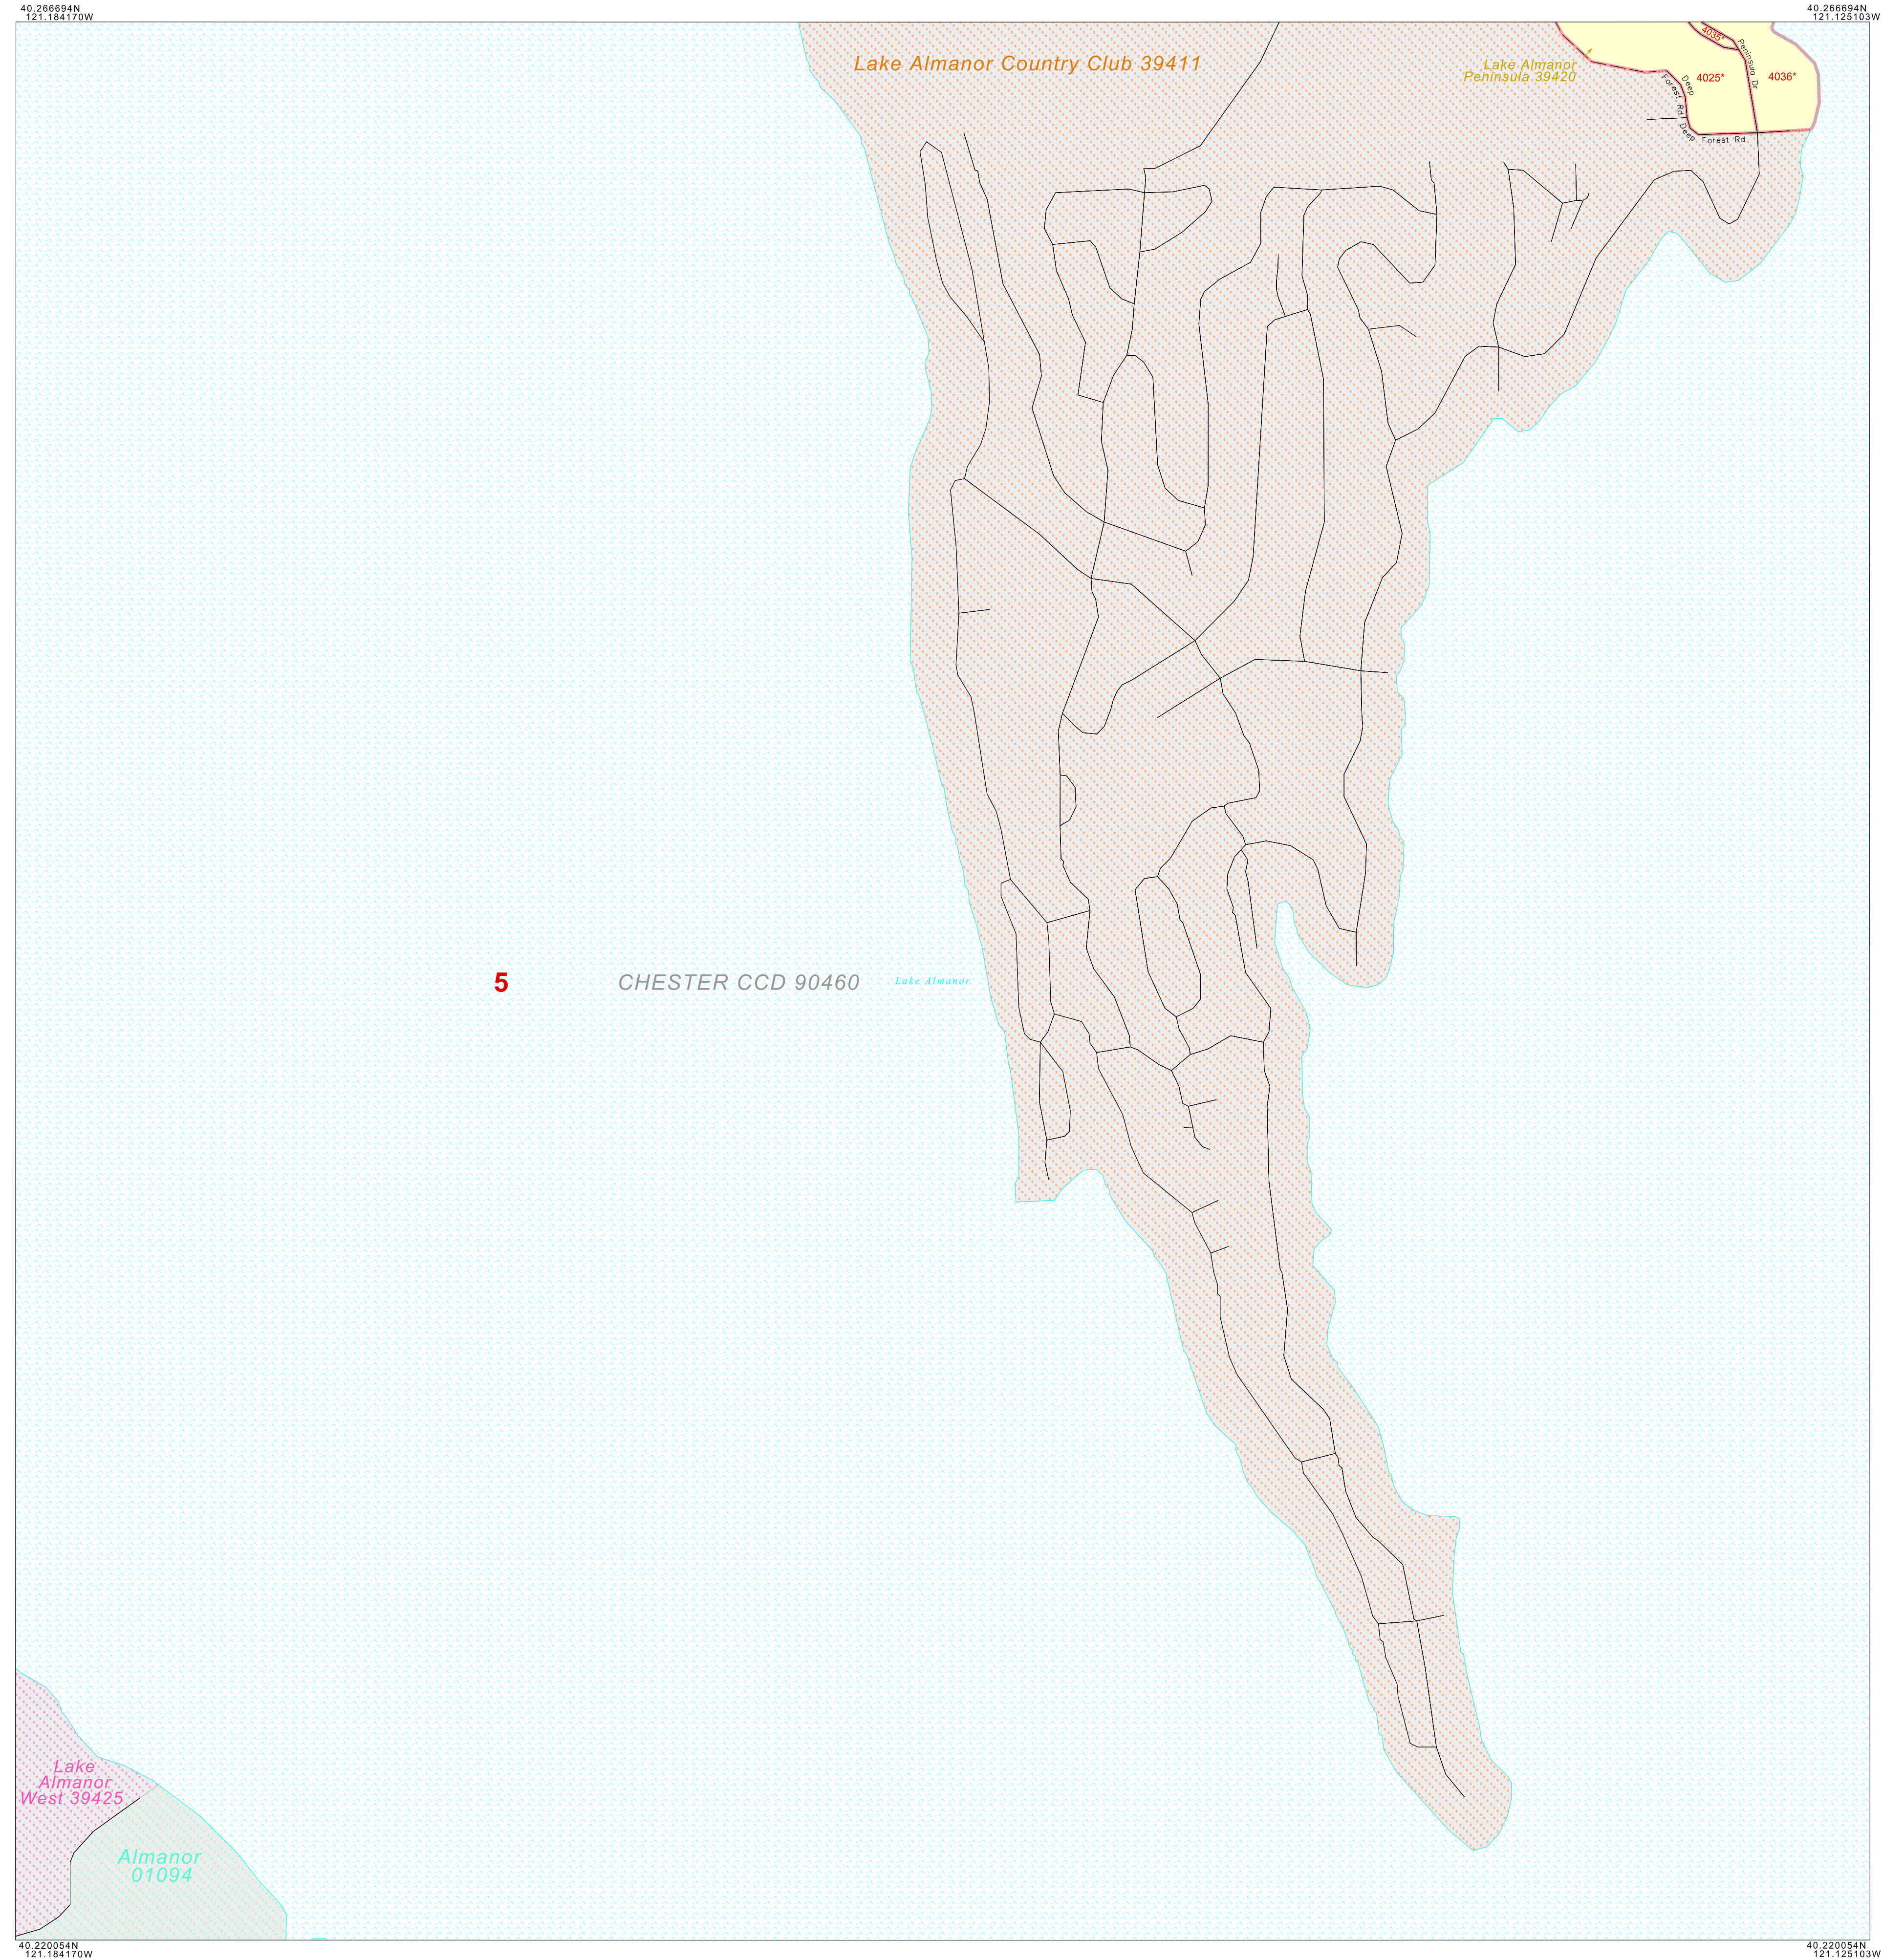 40.266694N
121.184170W
40.266694N
121.125103W
Lake Almanor Country Club 39411
Lake Almanor
Peninsula 39420
4035*
Peninsula Dr
4025*
4036*
Deep
Forest Rd
Deep Forest Rd
5
CHESTER CCD 90460
Lake Almanor
Lake
Almanor
West 39425
Almanor
01094
40.220054N
121.184170W
40.220054N
121.125103W